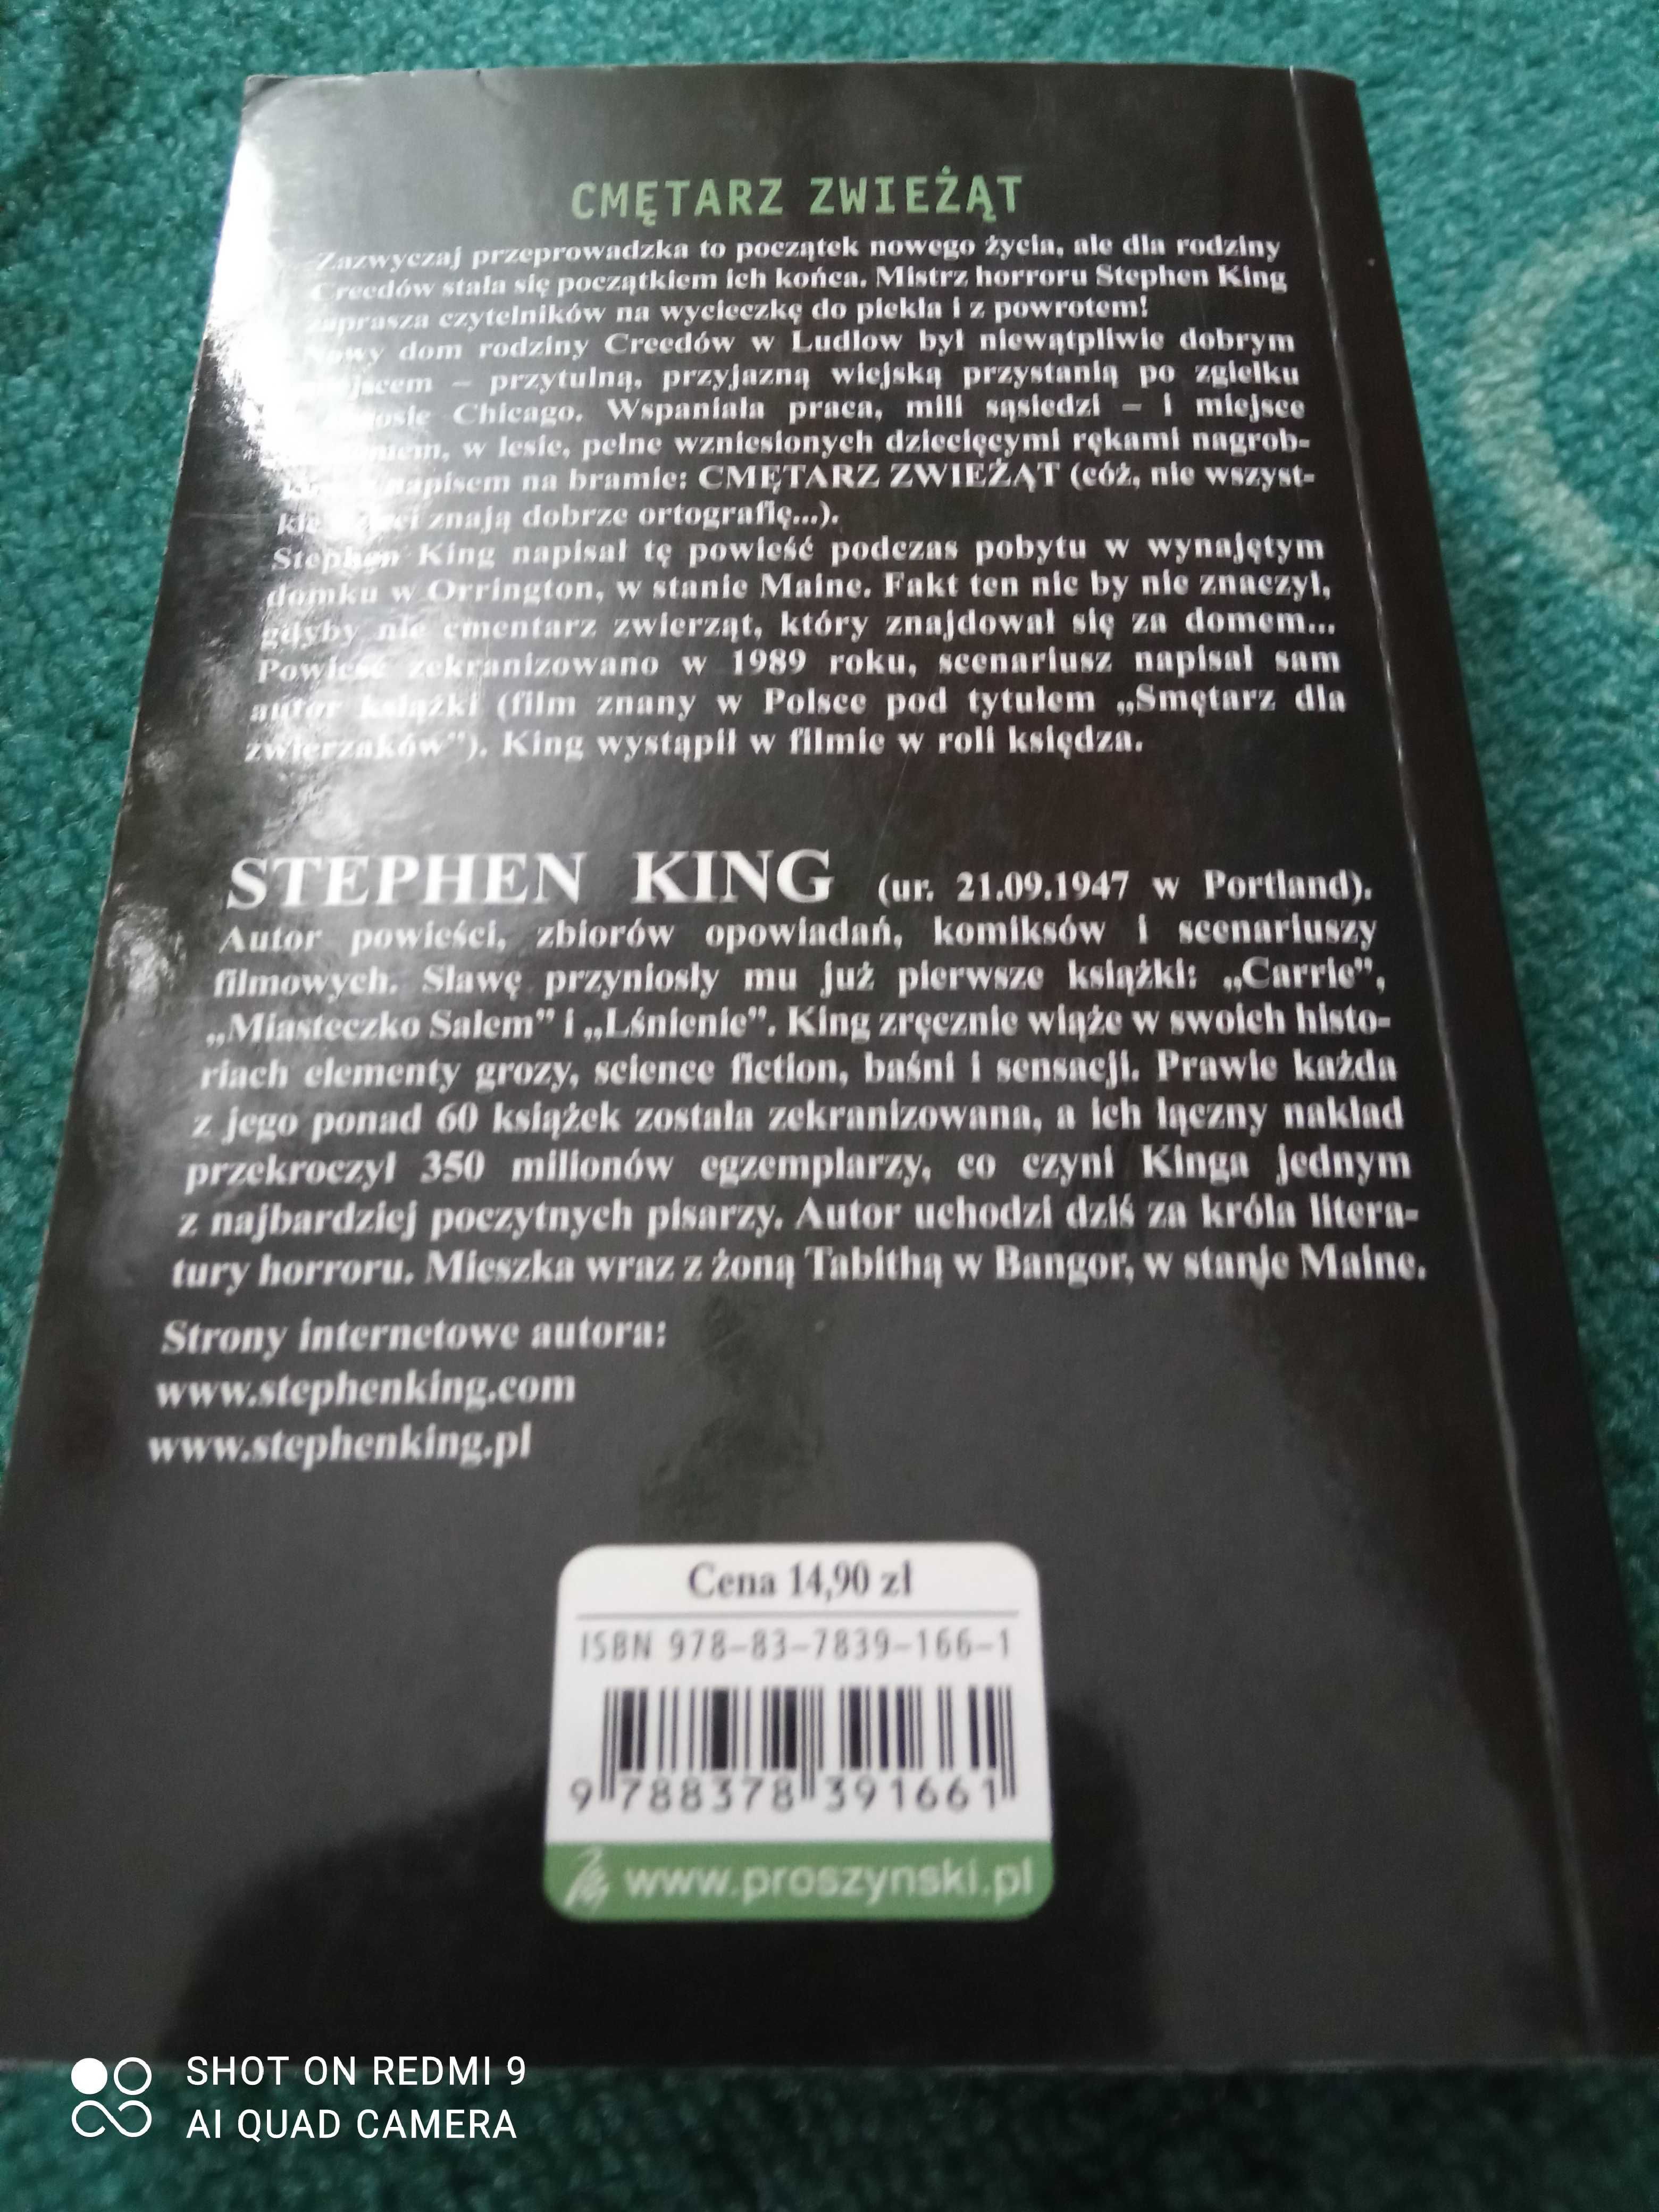 CMĘTARZ ZWIEŻĄT
Zazwyczaj przeprowadzka to początek nowego życia, ale dla rodziny
Creedów stała się początkiem ich końca. Mistrz horroru Stephen King
zaprasza czytelników na wycieczkę do piekła i z powrotem!
Nowy dom rodziny Creedów w Ludlow był niewątpliwie dobrym
– przytulną, przyjazną wiejską przystanią po zgiełku
Chicago. Wspaniała praca, mili sąsiedzi – i miejsce
w lesie, pełne wzniesionych dziecięcymi rękami nagrob-
napisem na bramie: CMĘTARZ ZWIEŻĄT (cóż, nie wszyst-
kie znają dobrze ortografię...).
Stephen King napisał tę powieść podczas pobytu w wynajętym
domku w Orrington, w stanie Maine. Fakt ten nic by nie znaczył,
gdyby nie cmentarz zwierząt, który znajdował się za domem...
Powieść zekranizowano w 1989 roku, scenariusz napisał sam
autor książki (film znany w Polsce pod tytułem „Smętarz dla
zwierzaków”). King wystąpił w filmie w roli księdza.
STEPHEN KING (ur. 21.09.1947 w Portland).
Autor powieści, zbiorów opowiadań, komiksów i scenariuszy
filmowych. Sławę przyniosły mu już pierwsze książki: „Carrie”,
„Miasteczko Salem” i „Lśnienie”. King zręcznie wiąże w swoich histo-
riach elementy grozy, science fiction, baśni i sensacji. Prawie każda
z jego ponad 60 książek została zekranizowana, a ich łączny nakład
przekroczył 350 milionów egzemplarzy, co czyni Kinga jednym
z najbardziej poczytnych pisarzy. Autor uchodzi dziś za króla litera-
tury horroru. Mieszka wraz z żoną Tabithą w Bangor, w stanie Maine.
Strony internetowe autora:
www.stephenking.com
www.stephenking.pl
Cena 14,90 zł
ISBN 978-83-7839-166-1
9 788378 391661
www.proszynski.pl
SHOT ON REDMI 9
AI QUAD CAMERA